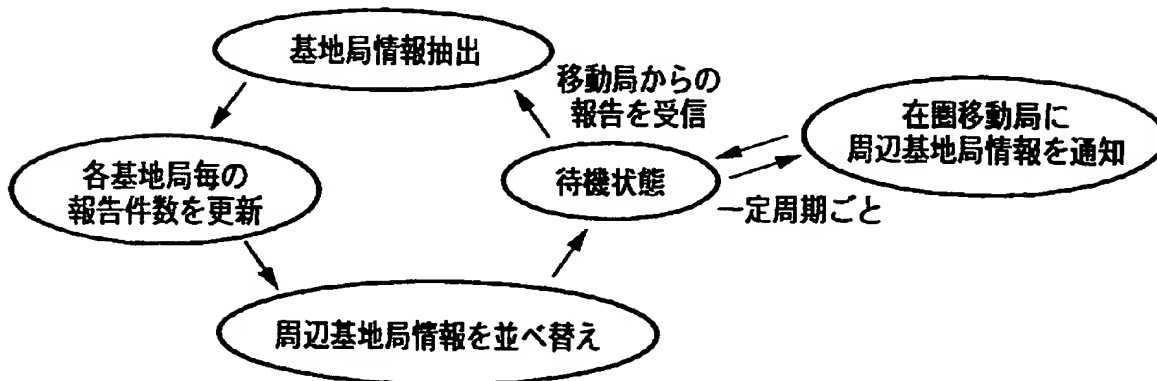 基地局情報抽出
移動局からの
報告を受信
在圏移動局に
周辺基地局情報を通知
各基地局毎の
報告件数を更新
待機状態
一定周期ごと
周辺基地局情報を並べ替え